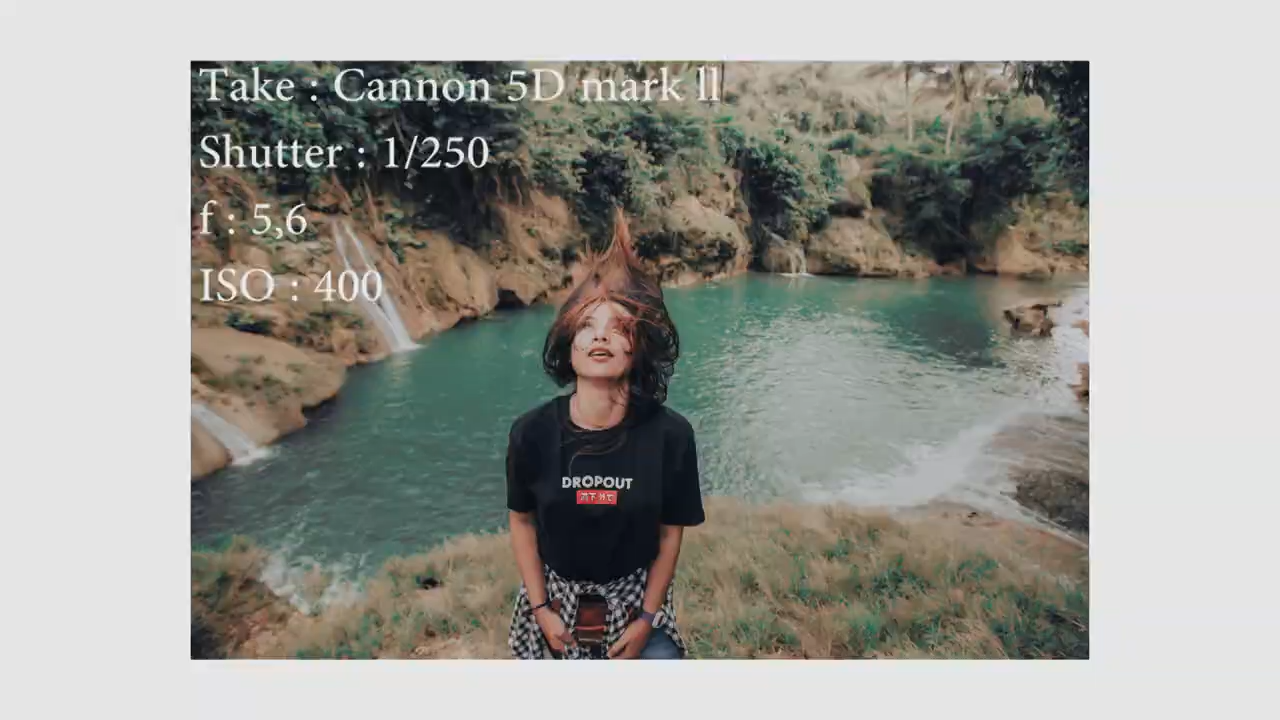 Take : Cannon 5D mark ll
Shutter : 1/250
f : 5,6
ISO : 400
DROPOUT